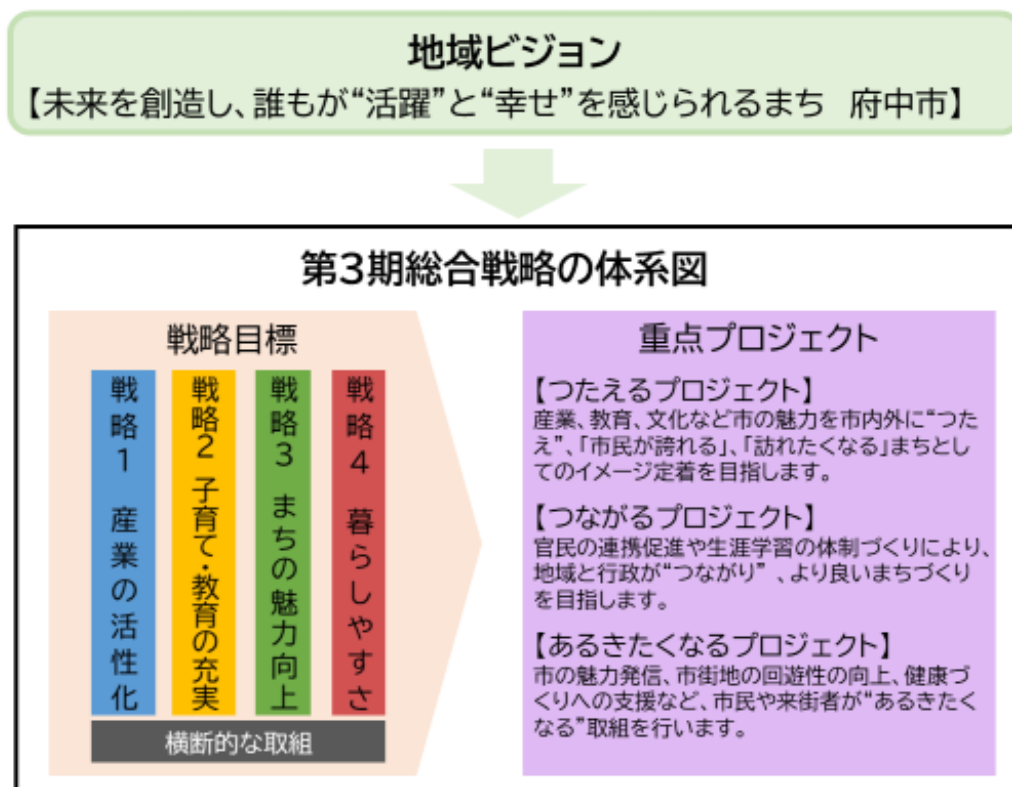 地域ビジョン
【未来を創造し、誰もが“活躍”と“幸せ”を感じられるまち　府中市】
第3期総合戦略の体系図
戦略目標
戦略1　産業の活性化
戦略2　子育て・教育の充実
戦略3　まちの魅力向上
戦略4　暮らしやすさ
横断的な取組
重点プロジェクト
【つたえるプロジェクト】
産業、教育、文化など市の魅力を市内外に“つた
え”、「市民が誇れる」、「訪れたくなる」まちとし
てのイメージ定着を目指します。
【つながるプロジェクト】
官民の連携促進や生涯学習の体制づくりにより、
地域と行政が“つながり” 、より良いまちづくり
を目指します。
【あるきたくなるプロジェクト】
市の魅力発信、市街地の回遊性の向上、健康づ
くりへの支援など、市民や来街者が“あるきたく
なる”取組を行います。